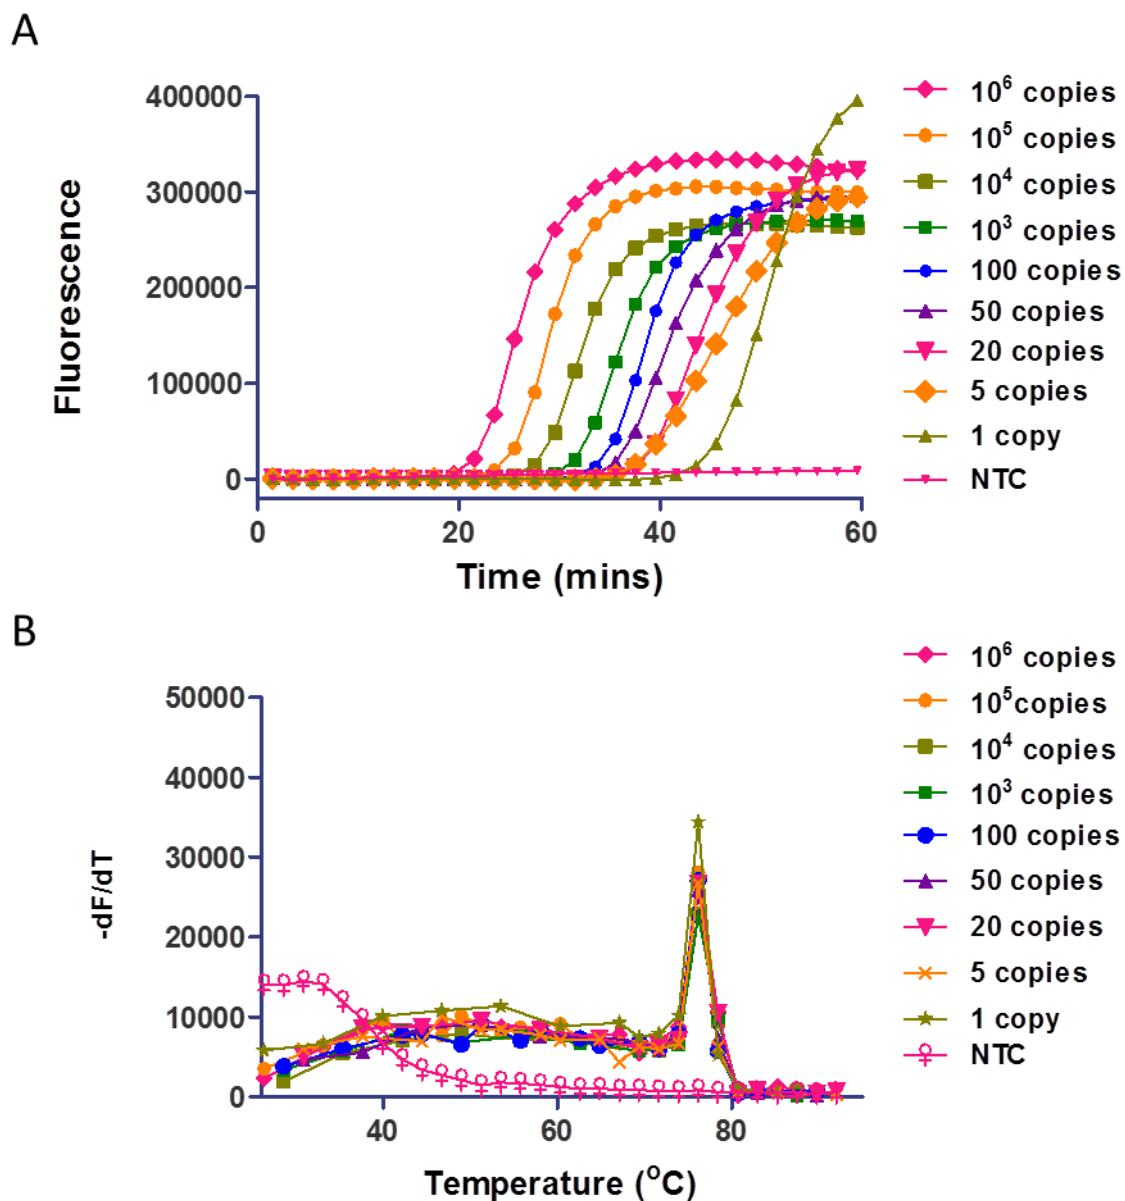 A
400000
300000
200000
100000
0
Fluorescence
0 20 40 60
Time (mins)
10⁶ copies
10⁵ copies
10⁴ copies
10³ copies
100 copies
50 copies
20 copies
5 copies
1 copy
NTC
B
50000
40000
30000
20000
10000
0
-dF/dT
40 60 80
Temperature (°C)
10⁶ copies
10⁵copies
10⁴ copies
10³ copies
100 copies
50 copies
20 copies
5 copies
1 copy
NTC